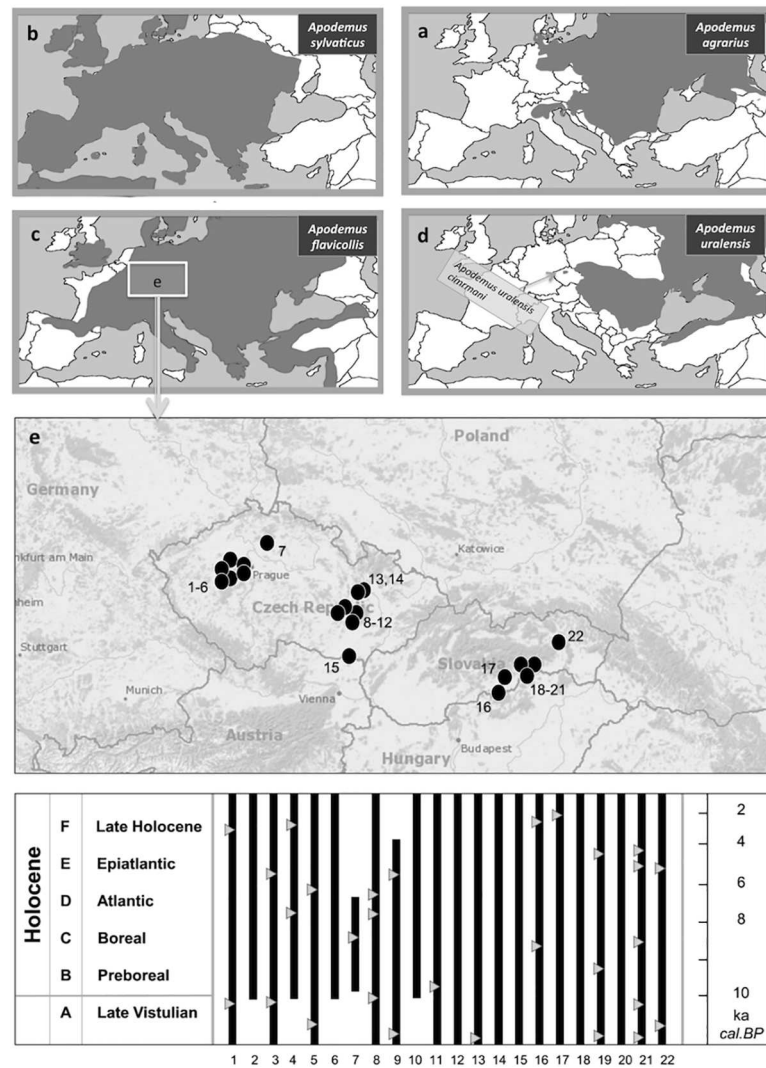 b
Apodemus
sylvaticus
a
Apodemus
agrarius
c
Apodemus
flavicollis
e
d
Apodemus
uralensis
Apodemus uralensis
cimrmani
e
Poland
Germany
7
Katowice
nkfurt am Main
Prague
13,14
1-6
Czech Republic
8-12
nheim
22
Stuttgart
15
17
Slovakia
18-21
Munich
Vienna
16
Austria
Budapest
Hungary
Holocene
F Late Holocene
E Epiatlantic
D Atlantic
C Boreal
B Preboreal
A Late Vistulian
2
4
6
8
10
ka
cal.BP
1 2 3 4 5 6 7 8 9 10 11 12 13 14 15 16 17 18 19 20 21 22